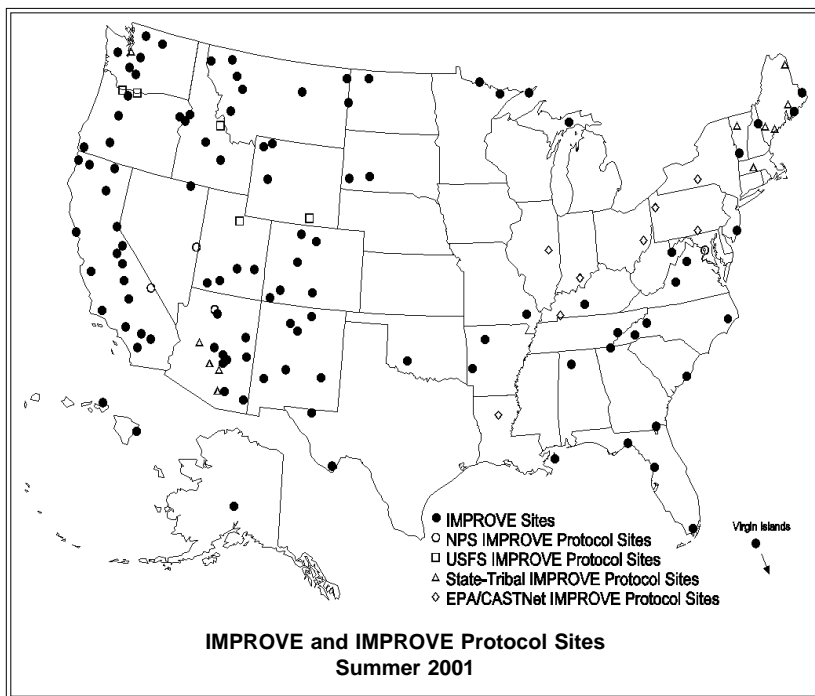 Virgin Islands
IMPROVE Sites
NPS IMPROVE Protocol Sites
USFS IMPROVE Protocol Sites
State-Tribal IMPROVE Protocol Sites
EPA/CASTNet IMPROVE Protocol Sites
IMPROVE and IMPROVE Protocol Sites
Summer 2001